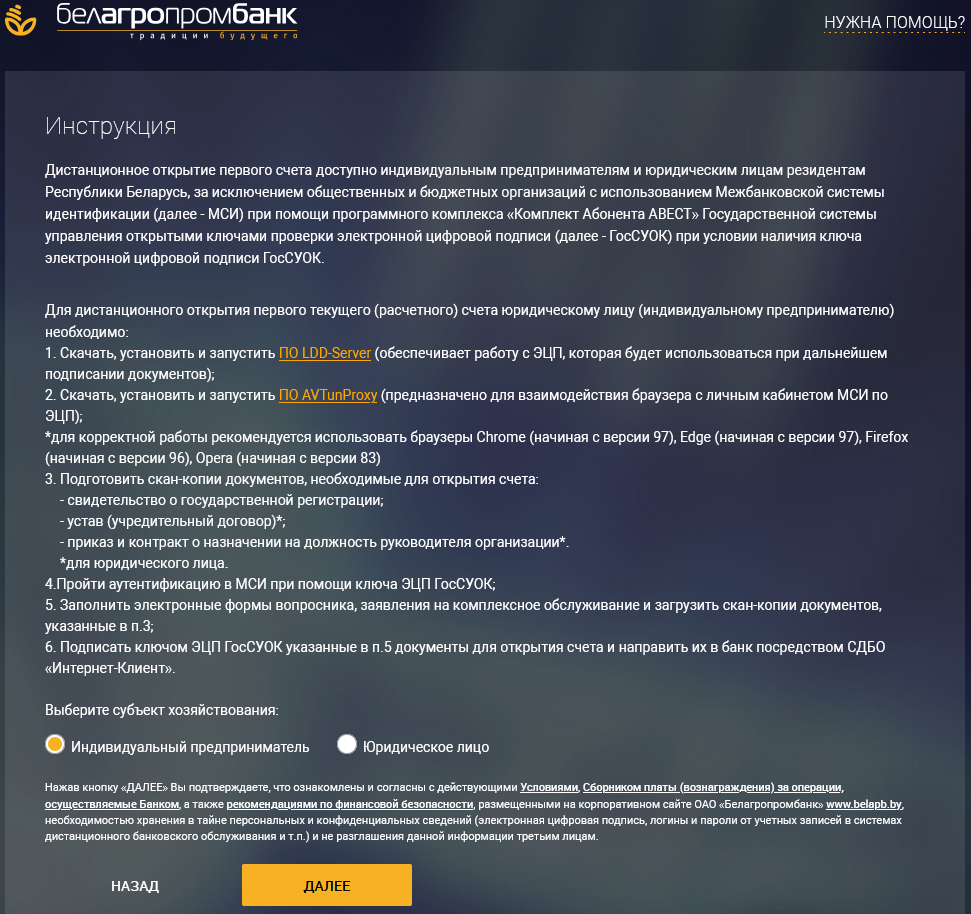 белагропромбанк
традиции будущего
НУЖНА ПОМОЩЬ?
Инструкция
Дистанционное открытие первого счета доступно индивидуальным предпринимателям и юридическим лицам резидентам
Республики Беларусь, за исключением общественных и бюджетных организаций с использованием Межбанковской системы
идентификации (далее - МСИ) при помощи программного комплекса «Комплект Абонента АВЕСТ» Государственной системы
управления открытыми ключами проверки электронной цифровой подписи (далее - ГосСУОК) при условии наличия ключа
электронной цифровой подписи ГосСУОК.
Для дистанционного открытия первого текущего (расчетного) счета юридическому лицу (индивидуальному предпринимателю)
необходимо:
1. Скачать, установить и запустить ПО LDD-Server (обеспечивает работу с ЭЦП, которая будет использоваться при дальнейшем
подписании документов);
2. Скачать, установить и запустить ПО AVTunProxy (предназначено для взаимодействия браузера с личным кабинетом МСИ по
ЭЦП);
*для корректной работы рекомендуется использовать браузеры Chrome (начиная с версии 97), Edge (начиная с версии 97), Firefox
(начиная с версии 96), Opera (начиная с версии 83)
3. Подготовить скан-копии документов, необходимые для открытия счета:
- свидетельство о государственной регистрации;
- устав (учредительный договор)*;
- приказ и контракт о назначении на должность руководителя организации*.
*для юридического лица.
4.Пройти аутентификацию в МСИ при помощи ключа ЭЦП ГосСУОК;
5. Заполнить электронные формы вопросника, заявления на комплексное обслуживание и загрузить скан-копии документов,
указанные в п.3;
6. Подписать ключом ЭЦП ГосСУОК указанные в п.5 документы для открытия счета и направить их в банк посредством СДБО
«Интернет-Клиент».
Выберите субъект хозяйствования:
Индивидуальный предприниматель Юридическое лицо
Нажав кнопку «ДАЛЕЕ» Вы подтверждаете, что ознакомлены и согласны с действующими Условиями, Сборником платы (вознаграждения) за операции,
осуществляемые Банком, а также рекомендациями по финансовой безопасности, размещенными на корпоративном сайте ОАО «Белагропромбанк» www.belapb.by,
необходимостью хранения в тайне персональных и конфиденциальных сведений (электронная цифровая подпись, логины и пароли от учетных записей в системах
дистанционного банковского обслуживания и т.п.) и не разглашения данной информации третьим лицам.
НАЗАД ДАЛЕЕ